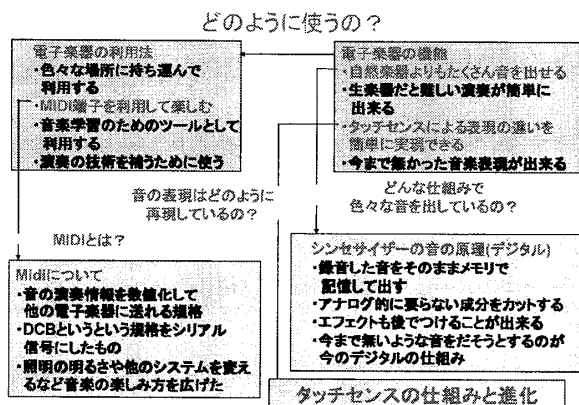 どのように使うの？
電子楽器の利用法
・色々な場所に持ち運んで
利用する
・MIDI端子を利用して楽しむ
・音楽学習のためのツールとして
利用する
・演奏の技術を補うために使う
電子楽器の機能
・自然楽器よりもたくさん音を出せる
・生楽器だと難しい演奏が簡単に
出来る
・タッチセンスによる表現の違いを
簡単に実現できる
・今まで無かった音楽表現が出来る
音の表現はどのように
再現しているの？
どんな仕組みで
色々な音を出しているの？
MIDIとは？
Midiについて
・音の演奏情報を数値化して
他の電子楽器に送れる規格
・DCBというという規格をシリアル
信号にしたもの
・照明の明るさや他のシステムを変え
るなど音楽の楽しみ方を広げた
シンセサイザーの音の原理(デジタル)
・録音した音をそのままメモリで
記憶して出す
・アナログ的に要らない成分をカットする
・エフェクトも後でつけることが出来る
・今まで無いような音をだそうとするのが
今のデジタルの仕組み
タッチセンスの仕組みと進化